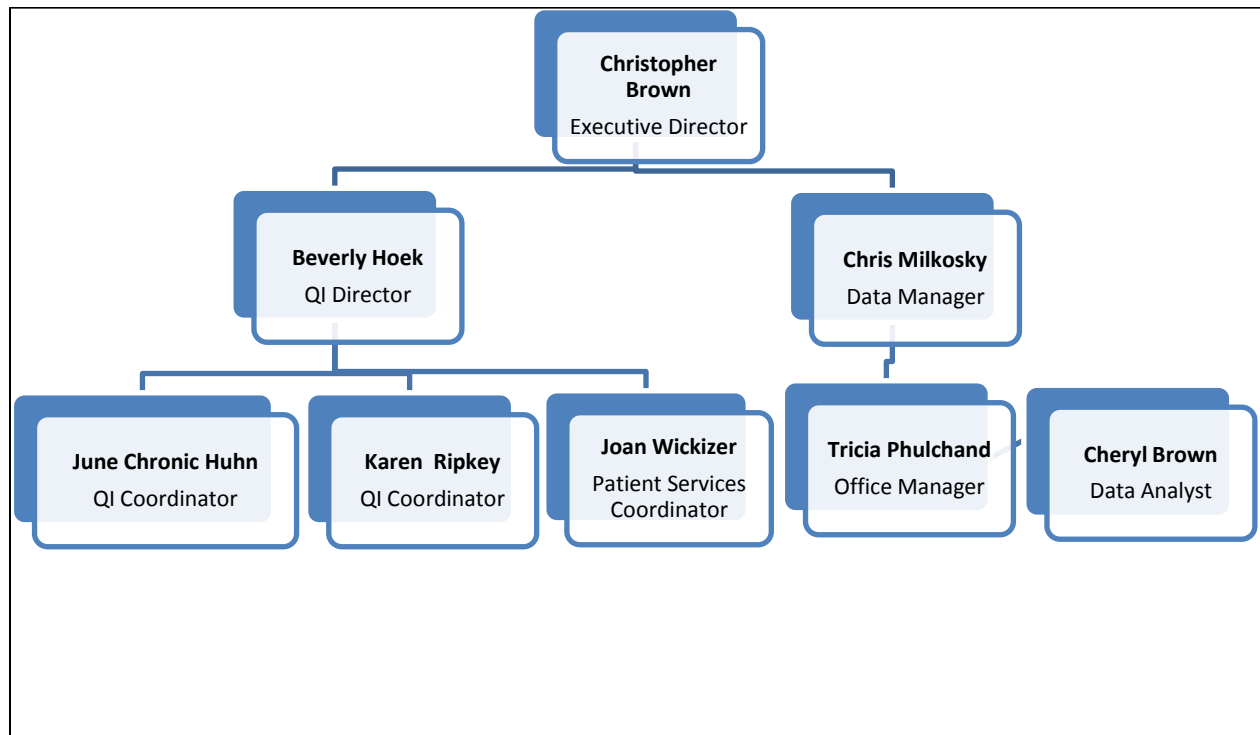 Christopher
Brown
Executive Director
Beverly Hoek
QI Director
Chris Milkosky
Data Manager
June Chronic Huhn
QI Coordinator
Karen  Ripkey
QI Coordinator
Joan Wickizer
Patient Services
Coordinator
Tricia Phulchand
Office Manager
Cheryl Brown
Data Analyst